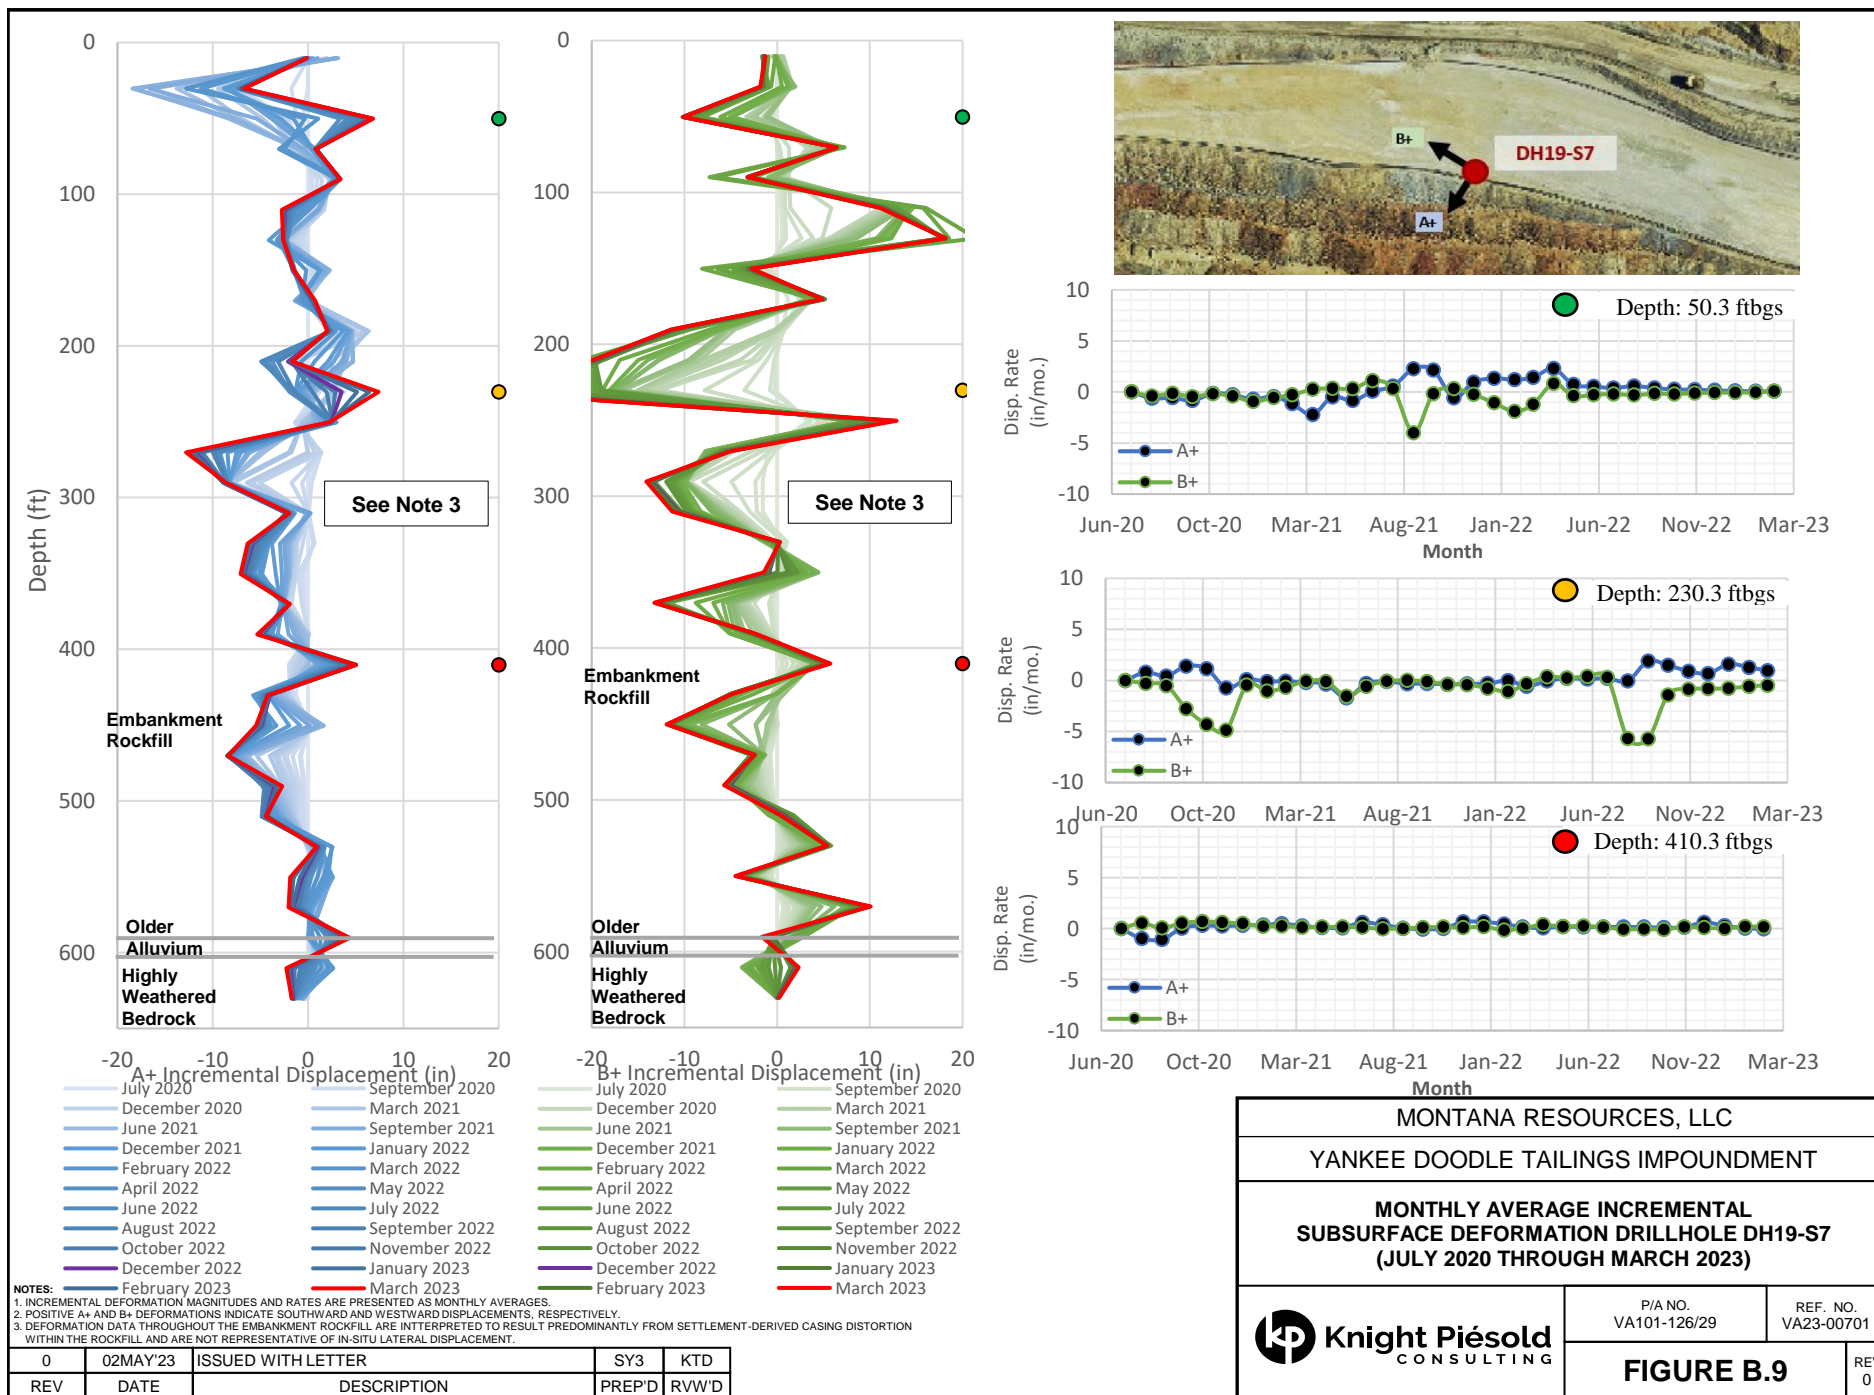 0
100
200
300
400
500
600
Depth (ft)
See Note 3
Embankment
Rockfill
Older
Alluvium
Highly
Weathered
Bedrock
-20
-10
0
10
20
A+ Incremental Displacement (in)
0
100
200
300
400
500
600
See Note 3
Embankment
Rockfill
Older
Alluvium
Highly
Weathered
Bedrock
-20
-10
0
10
20
B+ Incremental Displacement (in)
July 2020
September 2020
December 2020
March 2021
June 2021
September 2021
December 2021
January 2022
February 2022
March 2022
April 2022
May 2022
June 2022
July 2022
August 2022
September 2022
October 2022
November 2022
December 2022
January 2023
February 2023
March 2023
July 2020
September 2020
December 2020
March 2021
June 2021
September 2021
December 2021
January 2022
February 2022
March 2022
April 2022
May 2022
June 2022
July 2022
August 2022
September 2022
October 2022
November 2022
December 2022
January 2023
February 2023
March 2023
B+
DH19-S7
A+
10
5
0
-5
-10
Disp. Rate
(in/mo.)
Depth: 50.3 ftbgs
A+
B+
Jun-20 Oct-20 Mar-21 Aug-21 Jan-22 Jun-22 Nov-22 Mar-23
Month
10
5
0
-5
-10
Disp. Rate
(in/mo.)
Depth: 230.3 ftbgs
A+
B+
Jun-20 Oct-20 Mar-21 Aug-21 Jan-22 Jun-22 Nov-22 Mar-23
10
5
0
-5
-10
Disp. Rate
(in/mo.)
Depth: 410.3 ftbgs
A+
B+
Jun-20 Oct-20 Mar-21 Aug-21 Jan-22 Jun-22 Nov-22 Mar-23
Month
NOTES:
1. INCREMENTAL DEFORMATION MAGNITUDES AND RATES ARE PRESENTED AS MONTHLY AVERAGES.
2. POSITIVE A+ AND B+ DEFORMATIONS INDICATE SOUTHWARD AND WESTWARD DISPLACEMENTS, RESPECTIVELY.
3. DEFORMATION DATA THROUGHOUT THE EMBANKMENT ROCKFILL ARE INTTERPRETED TO RESULT PREDOMINANTLY FROM SETTLEMENT-DERIVED CASING DISTORTION
WITHIN THE ROCKFILL AND ARE NOT REPRESENTATIVE OF IN-SITU LATERAL DISPLACEMENT.
0 02MAY'23 ISSUED WITH LETTER SY3 KTD
REV DATE DESCRIPTION PREP'D RVW'D
MONTANA RESOURCES, LLC
YANKEE DOODLE TAILINGS IMPOUNDMENT
MONTHLY AVERAGE INCREMENTAL
SUBSURFACE DEFORMATION DRILLHOLE DH19-S7
(JULY 2020 THROUGH MARCH 2023)
kp Knight Piésold
CONSULTING
P/A NO.
VA101-126/29
REF. NO.
VA23-00701
FIGURE B.9
REV
0